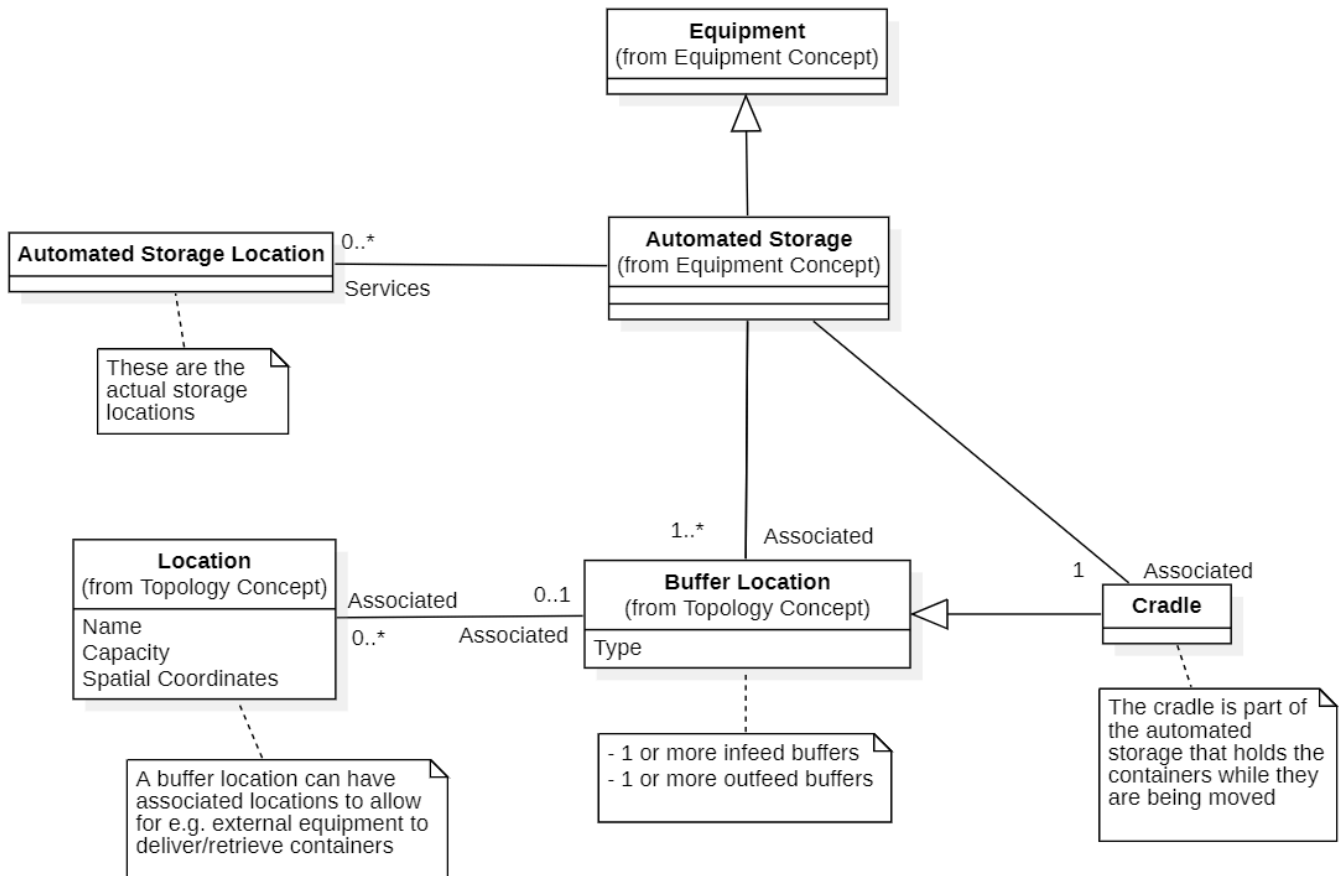 Equipment
(from Equipment Concept)
Automated Storage
(from Equipment Concept)
Automated Storage Location
0..*
Services
These are the
actual storage
locations
1..*
Associated
1
Associated
Location
(from Topology Concept)
Name
Capacity
Spatial Coordinates
Associated
0..*
0..1
Associated
Buffer Location
(from Topology Concept)
Type
Cradle
A buffer location can have
associated locations to allow
for e.g. external equipment to
deliver/retrieve containers
- 1 or more infeed buffers
- 1 or more outfeed buffers
The cradle is part of
the automated
storage that holds the
containers while they
are being moved